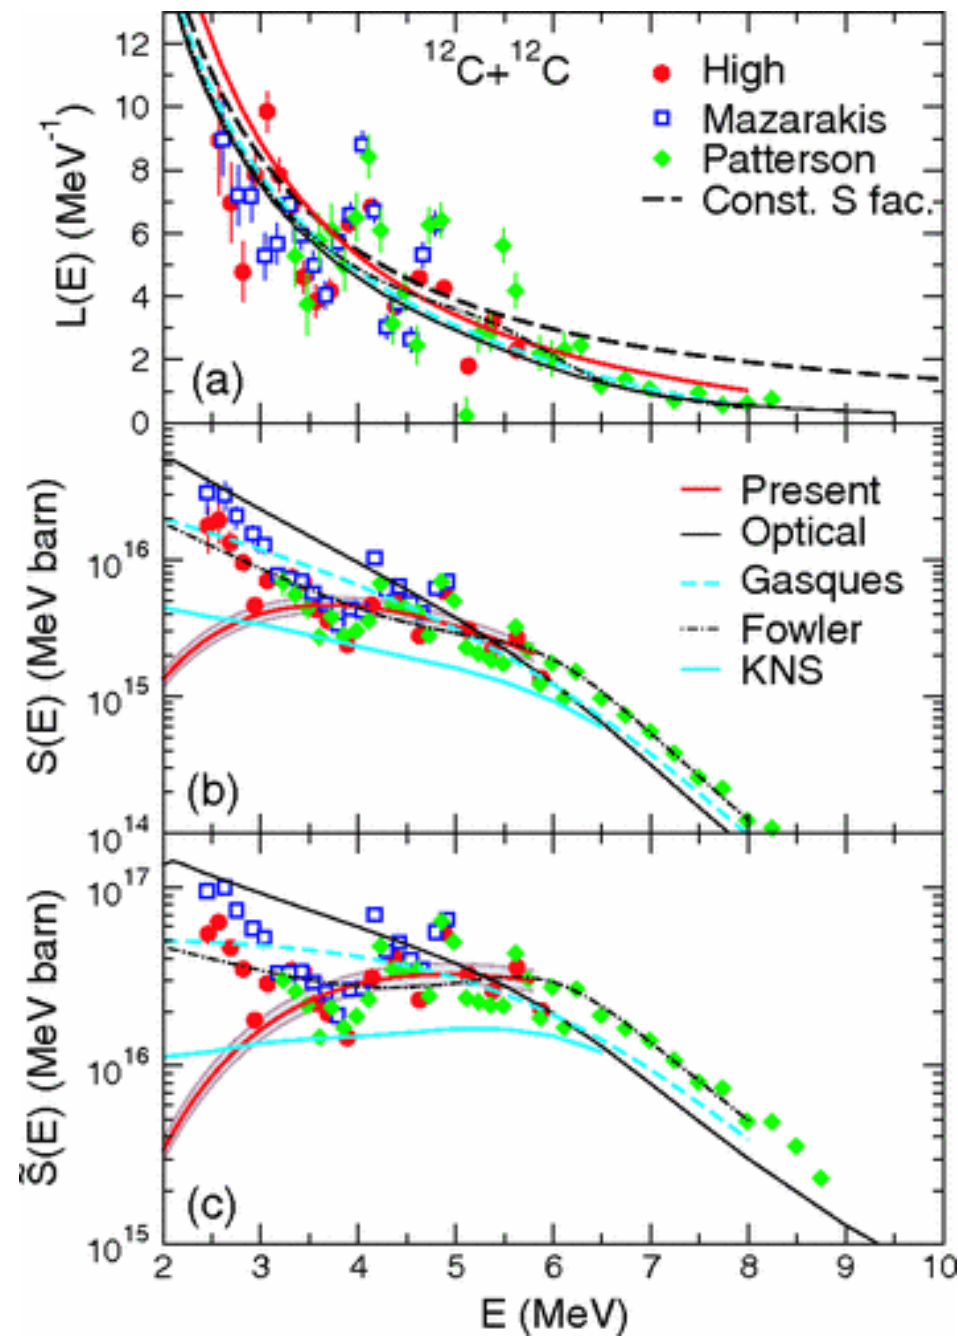 12
10
8
6
4
2
0
L(E) (MeV⁻¹)
¹²C+¹²C
High
Mazarakis
Patterson
Const. S fac.
(a)
10¹⁶
10¹⁵
10¹⁴
S(E) (MeV barn)
Present
Optical
Gasques
Fowler
KNS
(b)
10¹⁷
10¹⁶
10¹⁵
S̃(E) (MeV barn)
(c)
2 3 4 5 6 7 8 9 10
E (MeV)